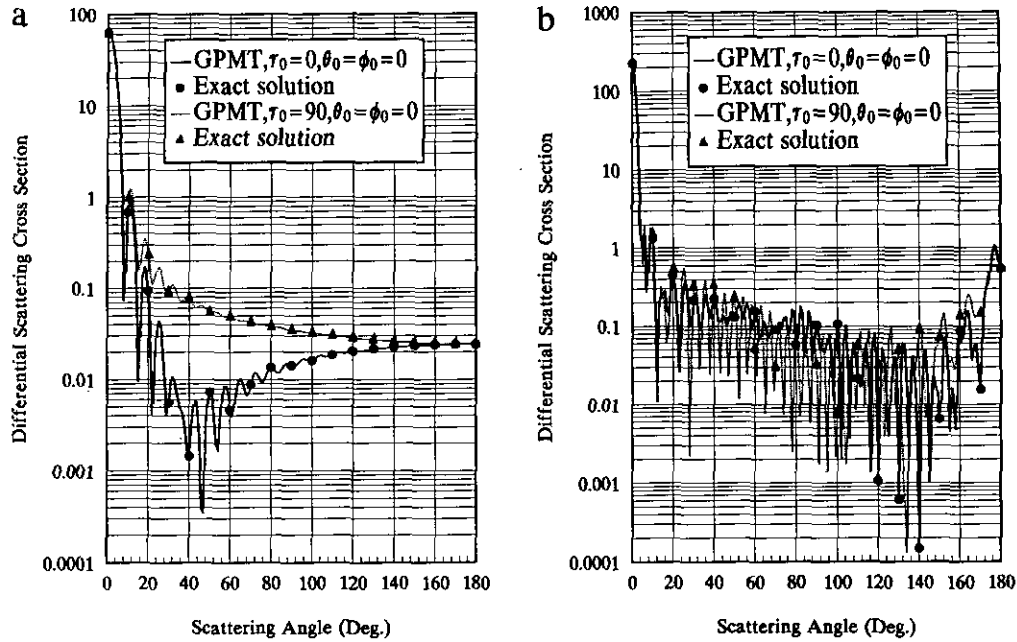 a
100
10
1
0.1
0.01
0.001
0.0001
Differential Scattering Cross Section
GPMT,τ₀=0,θ₀=ϕ₀=0
Exact solution
GPMT,τ₀=90,θ₀=ϕ₀=0
Exact solution
0 20 40 60 80 100 120 140 160 180
Scattering Angle (Deg.)
b
1000
100
10
1
0.1
0.01
0.001
0.0001
Differential Scattering Cross Section
GPMT,τ₀=0,θ₀=ϕ₀=0
Exact solution
GPMT,τ₀=90,θ₀=ϕ₀=0
Exact solution
0 20 40 60 80 100 120 140 160 180
Scattering Angle (Deg.)